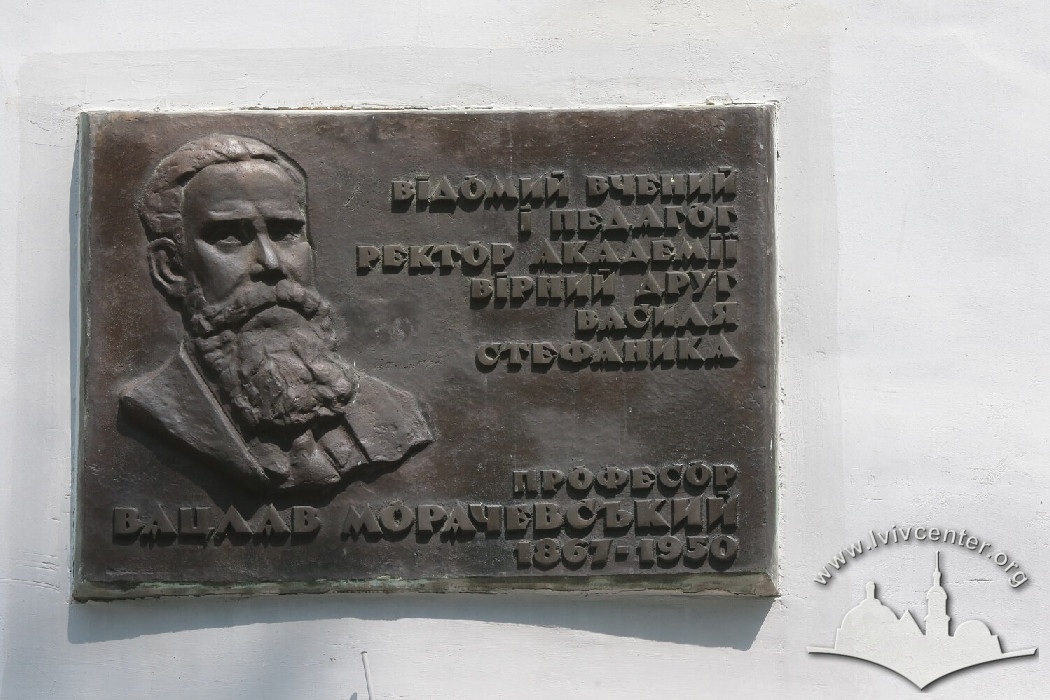 ВІДОМИЙ ВЧЕНИЙ
І ПЕДАГОГ
РЕКТОР АКАДЕМІЇ
ВІРНИЙ ДРУГ
ВАСИЛЯ
СТЕФАНИКА
ПРОФЕСОР
ВАЦЛАВ МОРАЧЕВСЬКИЙ
1867-1950
www.lvivcenter.org